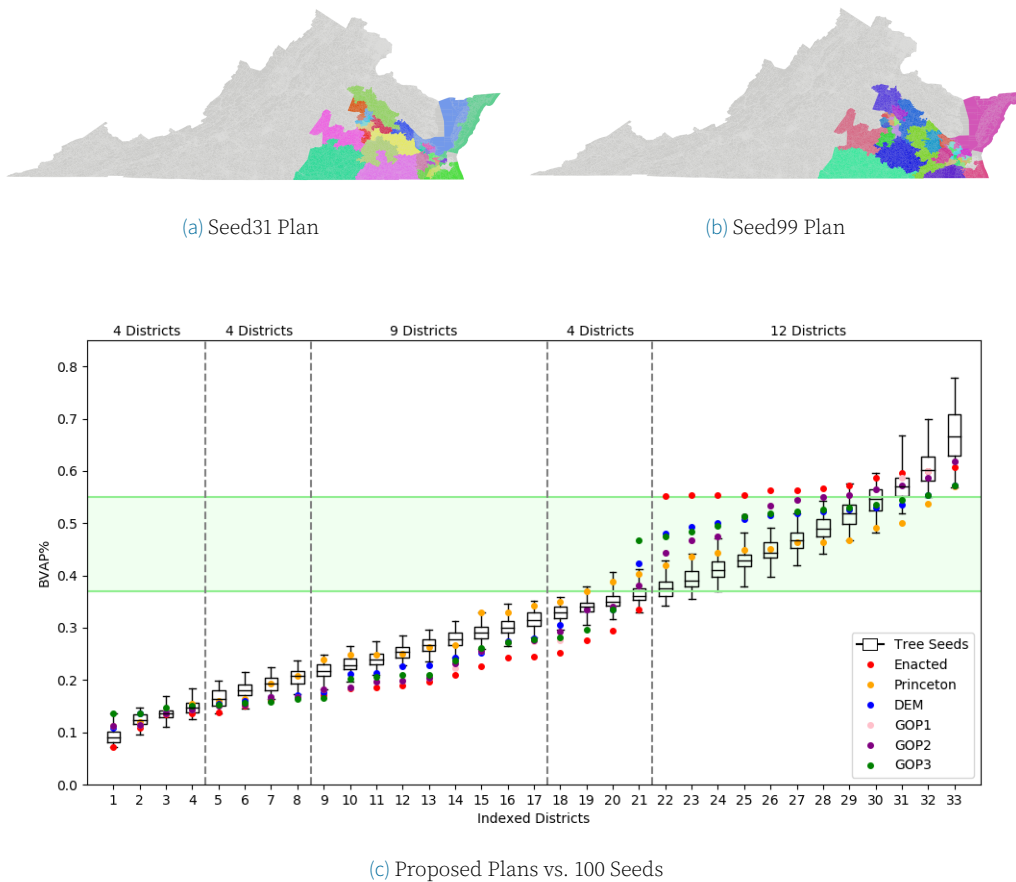 (a) Seed31 Plan
(b) Seed99 Plan
4 Districts
4 Districts
9 Districts
4 Districts
12 Districts
0.8
0.7
0.6
0.5
0.4
0.3
0.2
0.1
0.0
BVAP%
Tree Seeds
Enacted
Princeton
DEM
GOP1
GOP2
GOP3
1 2 3 4 5 6 7 8 9 10 11 12 13 14 15 16 17 18 19 20 21 22 23 24 25 26 27 28 29 30 31 32 33
Indexed Districts
(c) Proposed Plans vs. 100 Seeds